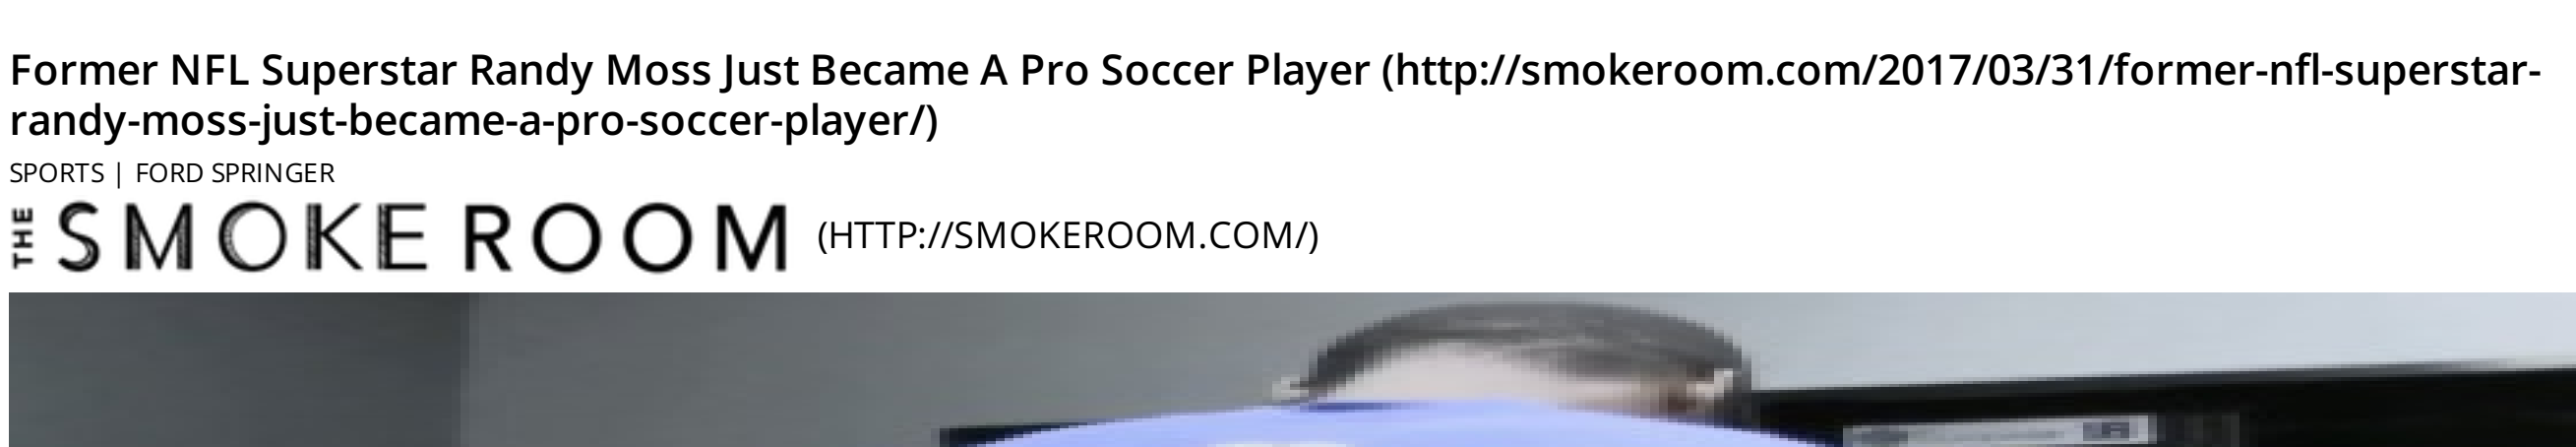 Former NFL Superstar Randy Moss Just Became A Pro Soccer Player (http://smokeroom.com/2017/03/31/former-nfl-superstar-
randy-moss-just-became-a-pro-soccer-player/)
SPORTS | FORD SPRINGER
THE SMOKE ROOM (HTTP://SMOKEROOM.COM/)